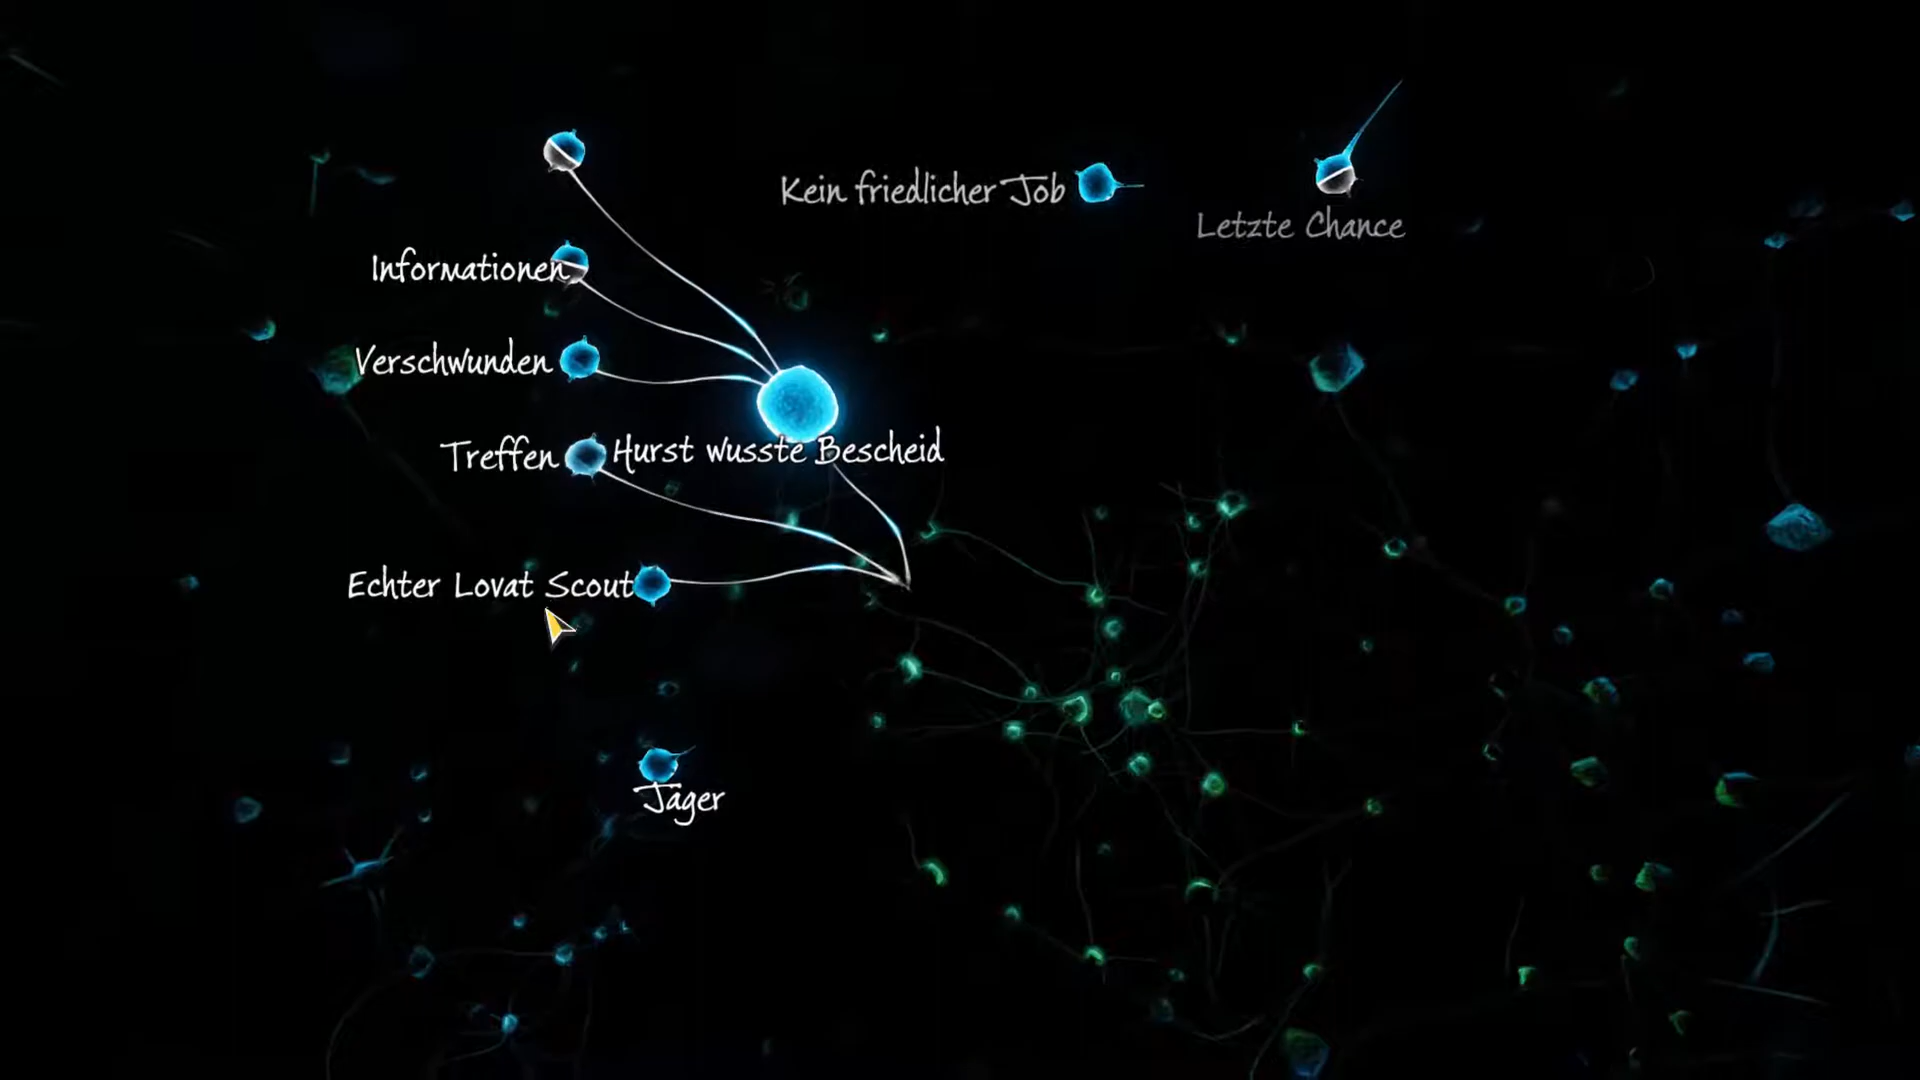 Kein friedlicher Job
Letzte Chance
Informationen
Verschwunden
Treffen
Hurst wusste Bescheid
Echter Lovat Scout
Jäger